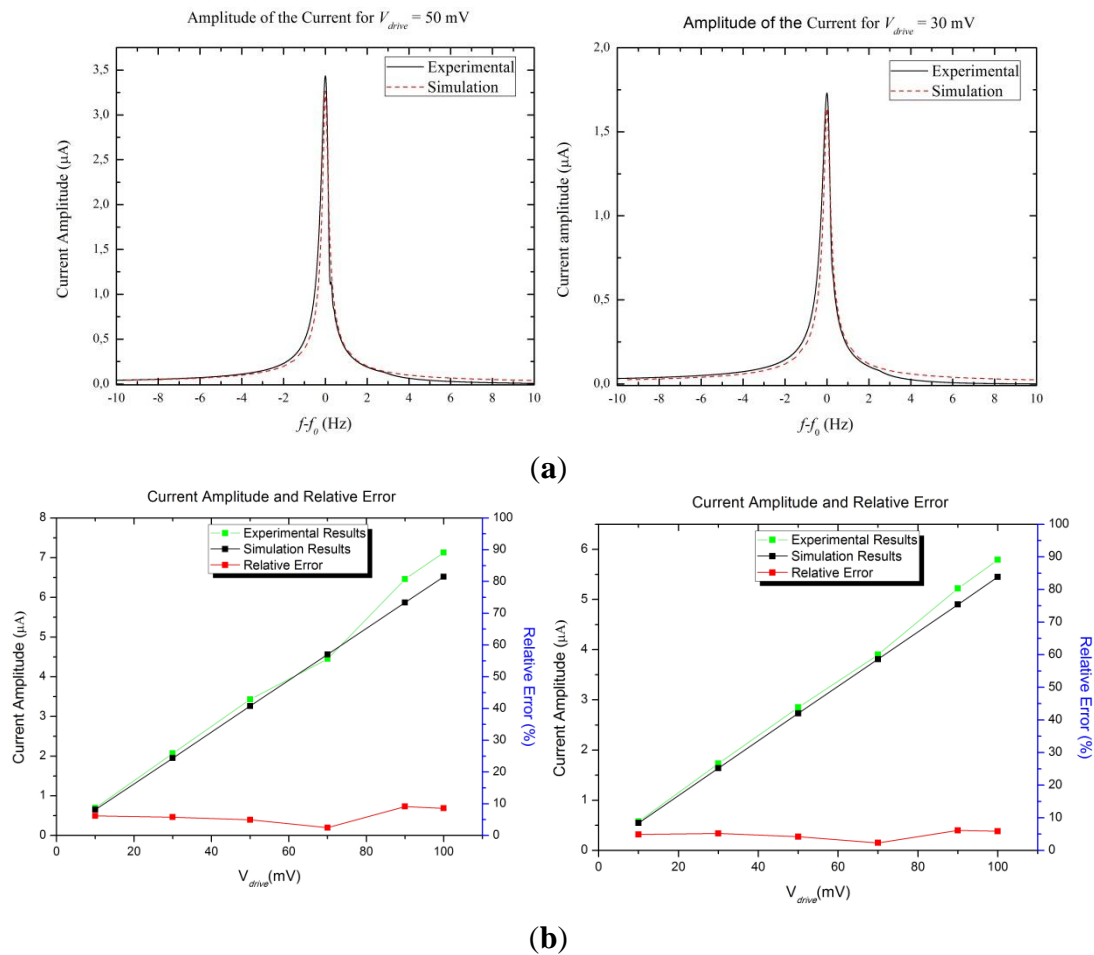 Amplitude of the Current for Vdrive = 50 mV
3,5
3,0
2,5
2,0
1,5
1,0
0,5
0,0
Current Amplitude (μA)
Experimental
Simulation
-10 -8 -6 -4 -2 0 2 4 6 8 10
f-f0 (Hz)
Amplitude of the Current for Vdrive = 30 mV
2,0
1,5
1,0
0,5
0,0
Current amplitude (μA)
Experimental
Simulation
-10 -8 -6 -4 -2 0 2 4 6 8 10
f-f0 (Hz)
(a)
Current Amplitude and Relative Error
8
7
6
5
4
3
2
1
0
Current Amplitude (μA)
Experimental Results
Simulation Results
Relative Error
100
90
80
70
60
50
40
30
20
10
0
Relative Error (%)
0 20 40 60 80 100
Vdrive(mV)
Current Amplitude and Relative Error
6
5
4
3
2
1
0
Current Amplitude (μA)
Experimental Results
Simulation Results
Relative Error
100
90
80
70
60
50
40
30
20
10
0
Relative Error (%)
0 20 40 60 80 100
Vdrive(mV)
(b)